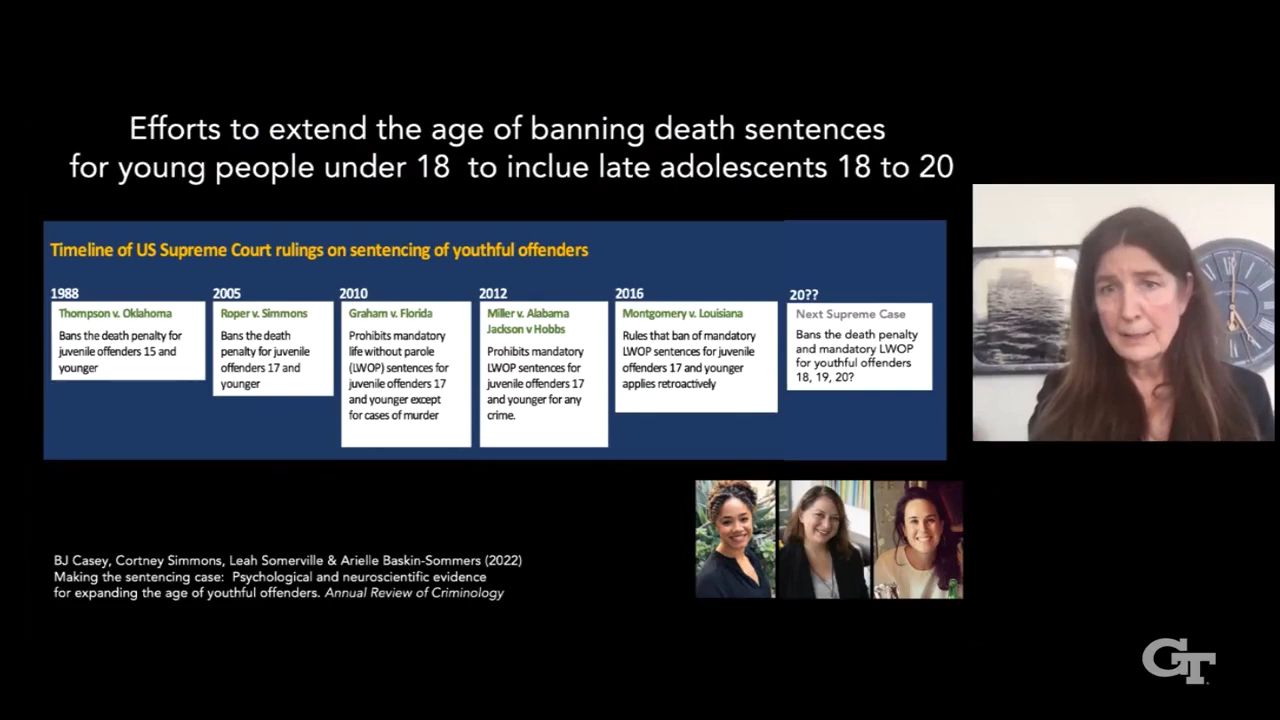 Efforts to extend the age of banning death sentences
for young people under 18 to inclue late adolescents 18 to 20
Timeline of US Supreme Court rulings on sentencing of youthful offenders
1988
Thompson v. Oklahoma
Bans the death penalty for
juvenile offenders 15 and
younger
2005
Roper v. Simmons
Bans the death
penalty for juvenile
offenders 17 and
younger
2010
Graham v. Florida
Prohibits mandatory
life without parole
(LWOP) sentences for
juvenile offenders 17
and younger except
for cases of murder
2012
Miller v. Alabama
Jackson v Hobbs
Prohibits mandatory
LWOP sentences for
juvenile offenders 17
and younger for any
crime.
2016
Montgomery v. Louisiana
Rules that ban of mandatory
LWOP sentences for juvenile
offenders 17 and younger
applies retroactively
20??
Next Supreme Case
Bans the death penalty
and mandatory LWOP
for youthful offenders
18, 19, 20?
BJ Casey, Cortney Simmons, Leah Somerville & Arielle Baskin-Sommers (2022)
Making the sentencing case: Psychological and neuroscientific evidence
for expanding the age of youthful offenders. Annual Review of Criminology
GT